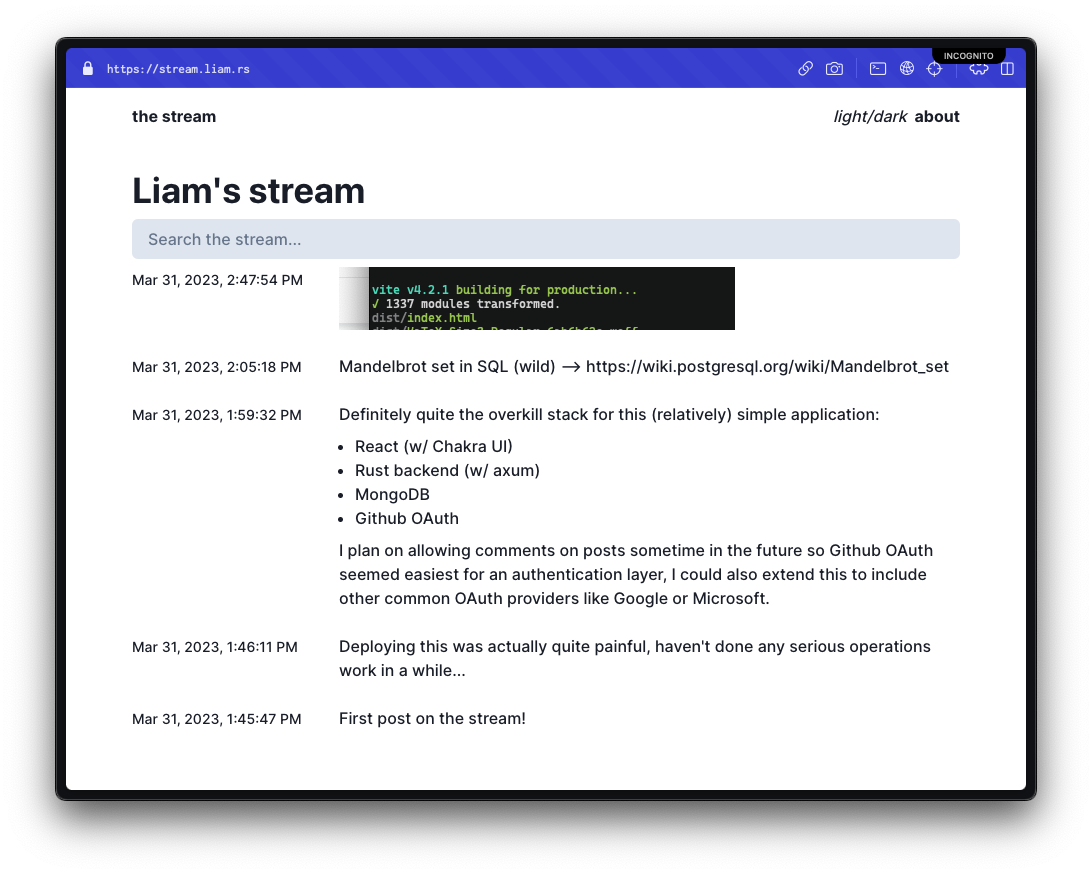 INCOGNITO
https://stream.liam.rs
the stream
light/dark about
Liam's stream
Search the stream...
Mar 31, 2023, 2:47:54 PM
vite v4.2.1 building for production...
✓ 1337 modules transformed.
dist/index.html
Mar 31, 2023, 2:05:18 PM
Mandelbrot set in SQL (wild) --> https://wiki.postgresql.org/wiki/Mandelbrot_set
Mar 31, 2023, 1:59:32 PM
Definitely quite the overkill stack for this (relatively) simple application:
• React (w/ Chakra UI)
• Rust backend (w/ axum)
• MongoDB
• Github OAuth
I plan on allowing comments on posts sometime in the future so Github OAuth
seemed easiest for an authentication layer, I could also extend this to include
other common OAuth providers like Google or Microsoft.
Mar 31, 2023, 1:46:11 PM
Deploying this was actually quite painful, haven't done any serious operations
work in a while...
Mar 31, 2023, 1:45:47 PM
First post on the stream!